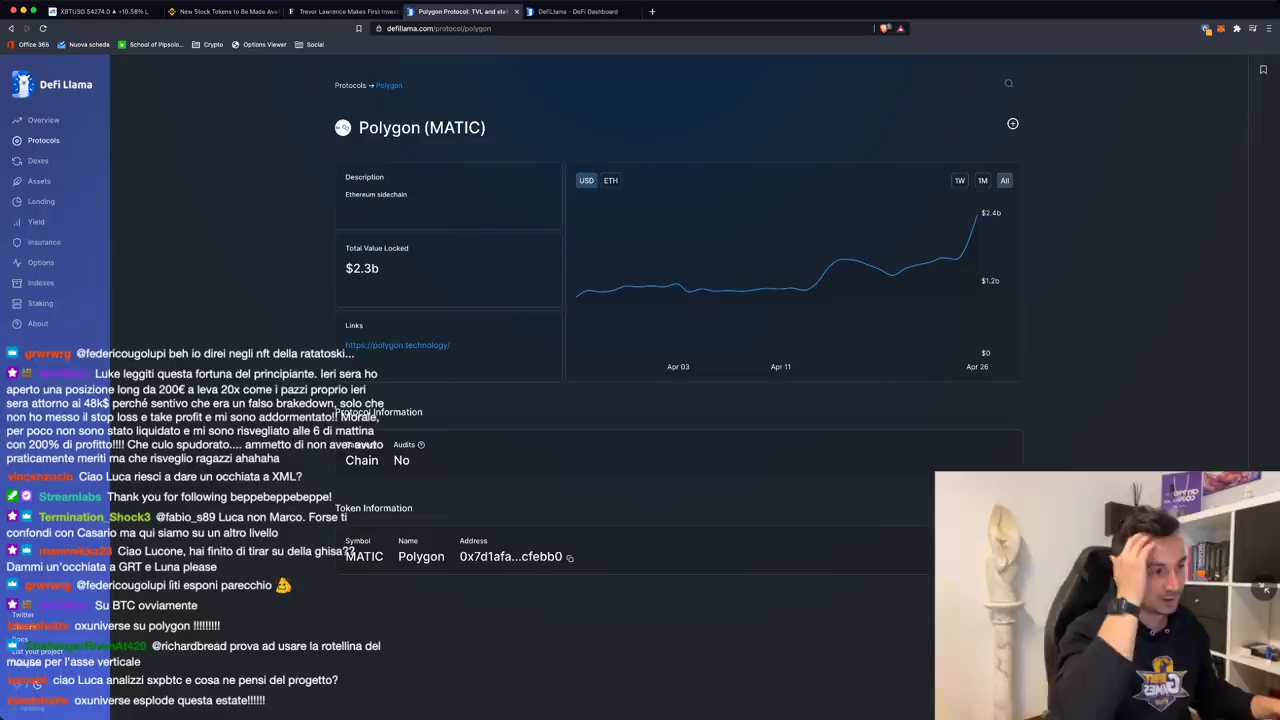 XBTUSD 54274.0 ▲ +10.58% L
New Stock Tokens to Be Made Avai
Trevor Lawrence Makes First Inves
Polygon Protocol: TVL and stat
DefiLlama - DeFi Dashboard
defillama.com/protocol/polygon
Office 365
Nuova scheda
School of Pipsolo...
Crypto
Options Viewer
Social
Defi Llama
Overview
Protocols
Dexes
Assets
Lending
Yield
Insurance
Options
Indexes
Staking
About
Protocols → Polygon
Polygon (MATIC)
Description
Ethereum sidechain
Total Value Locked
$2.3b
Links
https://polygon.technology/
USD ETH
1W 1M All
$2.4b
$1.2b
$0
Apr 03 Apr 11 Apr 26
Protocol Information
Audits
Chain No
Token Information
Symbol Name Address
MATIC Polygon 0x7d1afa...cfebb0
grwrwrg @federicougolupi beh io direi negli nft della ratatoski...
Luke leggiti questa fortuna del principiante. Ieri sera ho
aperto una posizione long da 200€ a leva 20x come i pazzi proprio ieri
sera attorno ai 48k$ perché sentivo che era un falso brakedown, solo che
non ho messo il stop loss e take profit e mi sono addormentato!! Morale,
per poco non sono stato liquidato e mi sono risvegliato alle 6 di mattina
con 200% di profitto!!!! Che culo spudorato.... ammetto di non aver avuto
praticamente meriti ma che risveglio ragazzi ahahaha
Ciao Luca riesci a dare un occhiata a XML?
Streamlabs Thank you for following beppebeppebeppe!
Termination_Shock3 @fabio_s89 Luca non Marco. Forse ti
confondi con Casario ma qui siamo su un altro livello
Ciao Lucone, hai finito di tirar su della ghisa??
Dammi un'occhiata a GRT e Luna please
grwrwrg @federicougolupi lìti esponi parecchio
Su BTC ovviamente
Twitter
oxuniverse su polygon !!!!!!!!!
@richardbread prova ad usare la rotellina del
List your project
mouse per l'asse verticale
ciao Luca analizzi sxpbtc e cosa ne pensi del progetto?
oxuniverse esplode questa estate!!!!!!